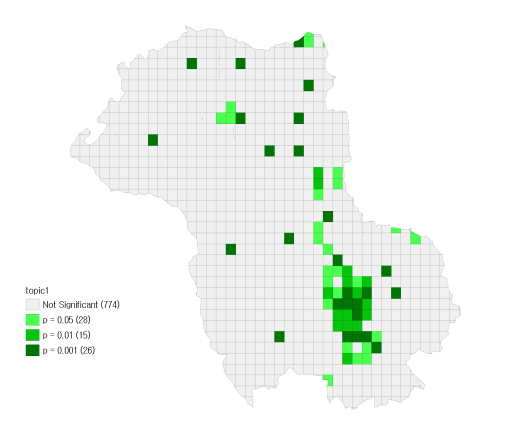 topic1
Not Significant (774)
p = 0.05 (28)
p = 0.01 (15)
p = 0.001 (26)